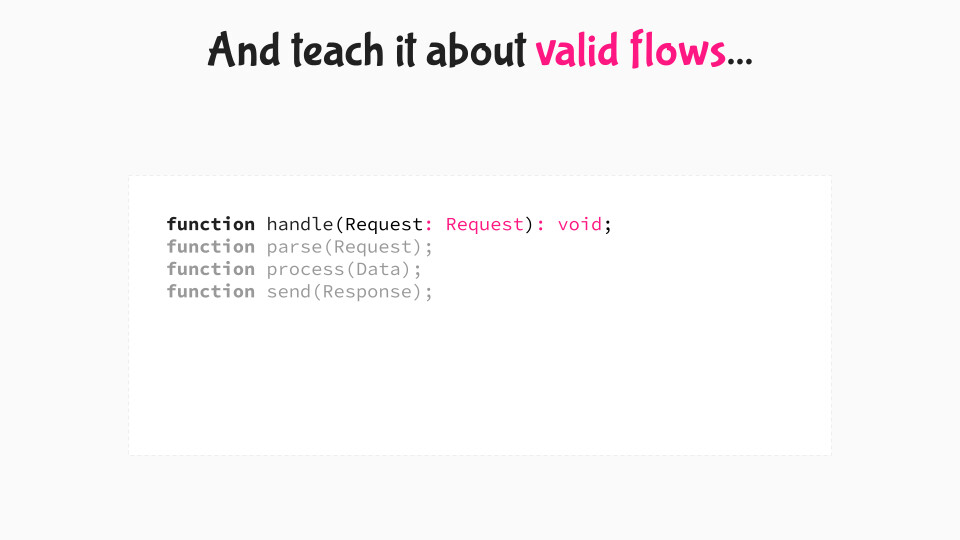 And teach it about valid flows...
function handle(Request: Request): void;
function parse(Request);
function process(Data);
function send(Response);